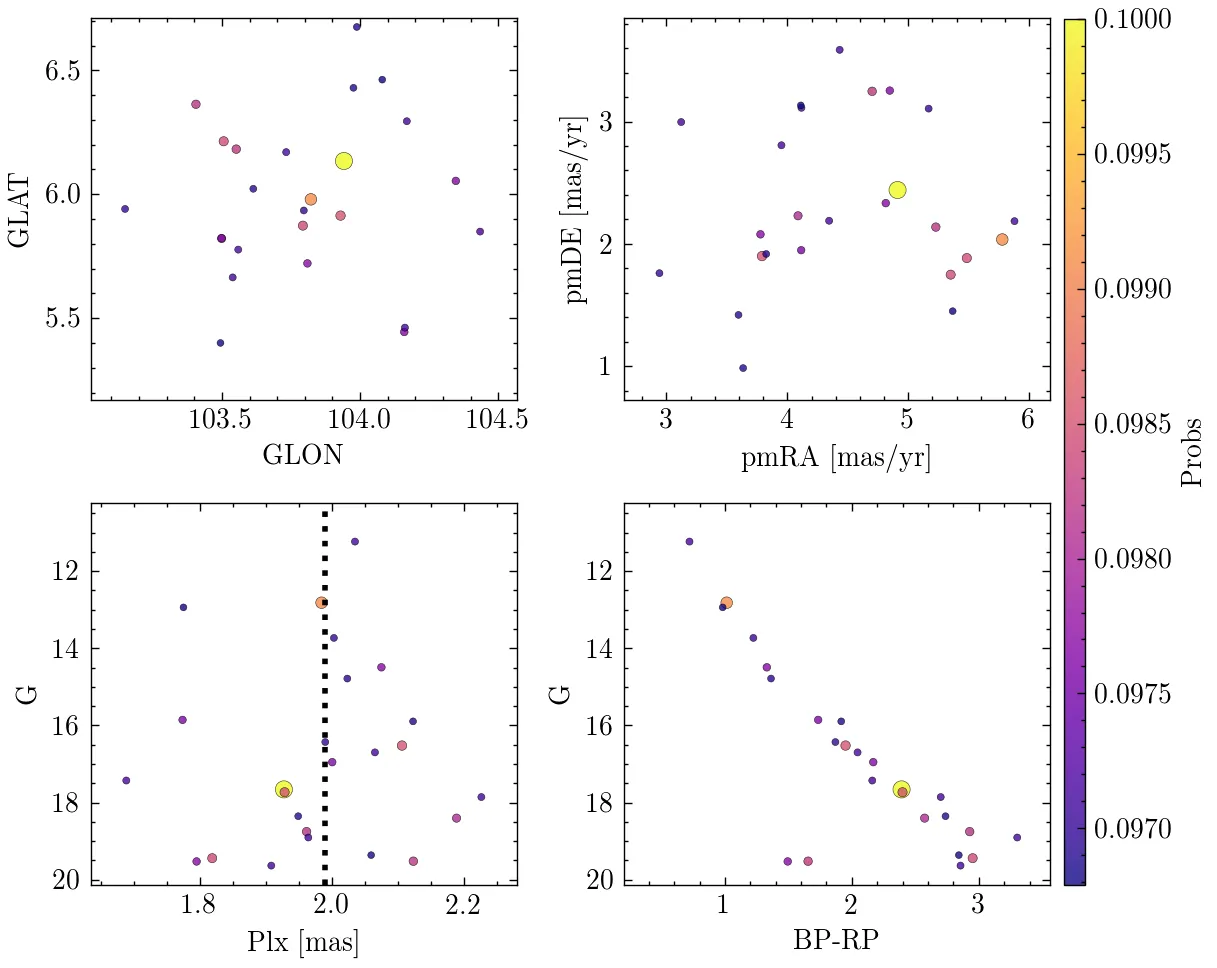 6.5
6.0
5.5
GLAT
103.5 104.0 104.5
GLON
3
2
1
pmDE [mas/yr]
3 4 5 6
pmRA [mas/yr]
12
14
16
18
20
G
1.8 2.0 2.2
Plx [mas]
12
14
16
18
20
G
1 2 3
BP-RP
0.1000
0.0995
0.0990
0.0985
0.0980
0.0975
0.0970
Probs